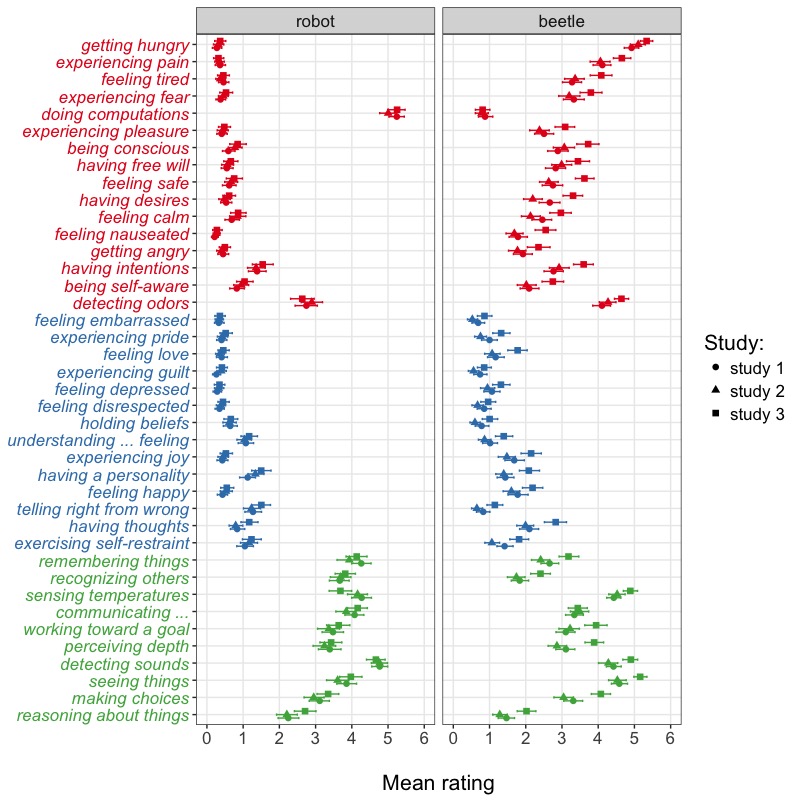 robot beetle
getting hungry
experiencing pain
feeling tired
experiencing fear
doing computations
experiencing pleasure
being conscious
having free will
feeling safe
having desires
feeling calm
feeling nauseated
getting angry
having intentions
being self-aware
detecting odors
feeling embarrassed
experiencing pride
feeling love
experiencing guilt
feeling depressed
feeling disrespected
holding beliefs
understanding ... feeling
experiencing joy
having a personality
feeling happy
telling right from wrong
having thoughts
exercising self-restraint
remembering things
recognizing others
sensing temperatures
communicating ...
working toward a goal
perceiving depth
detecting sounds
seeing things
making choices
reasoning about things
0 1 2 3 4 5 6 0 1 2 3 4 5 6
Mean rating
Study:
study 1
study 2
study 3